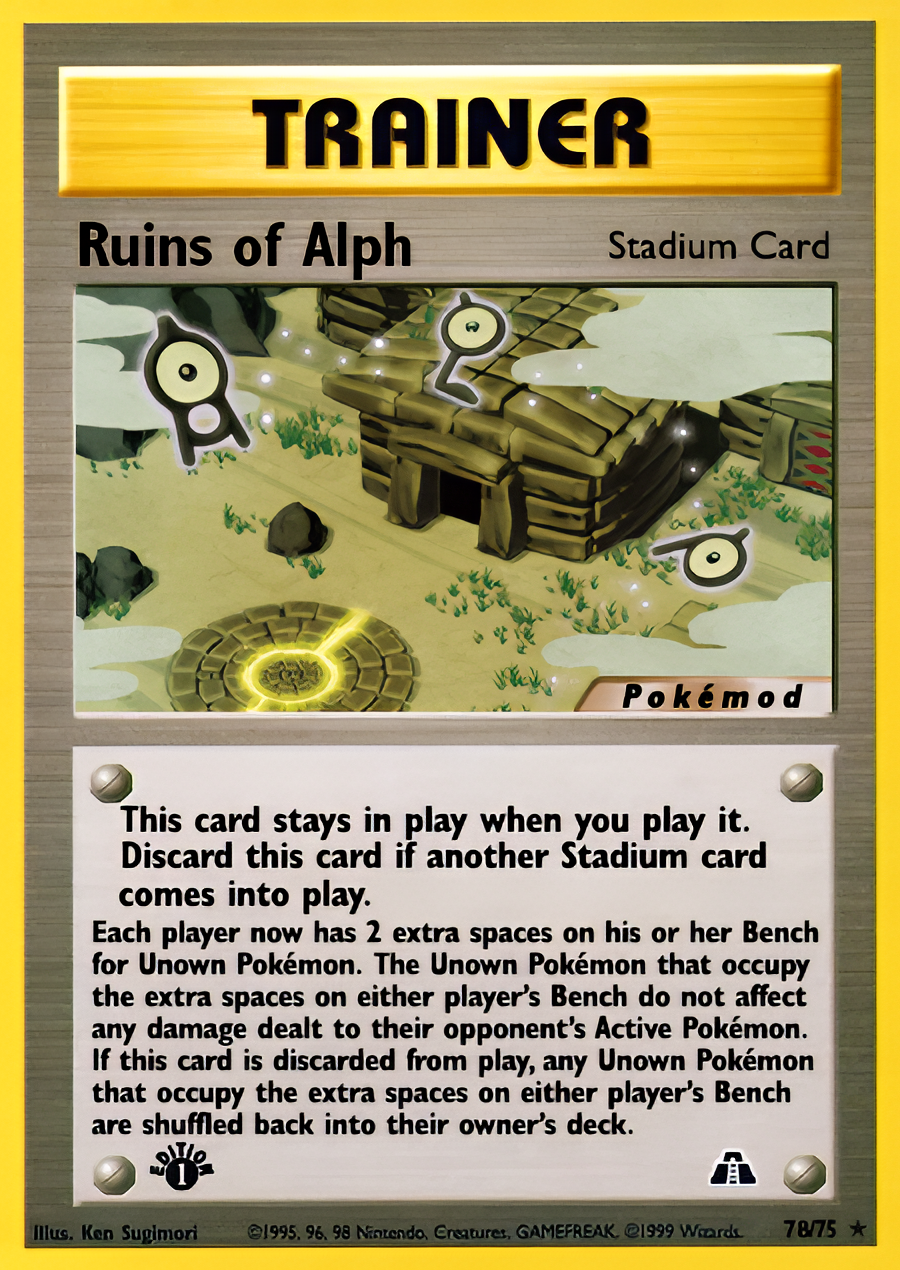 TRAINER
Ruins of Alph
Stadium Card
Pokémod
This card stays in play when you play it.
Discard this card if another Stadium card
comes into play.
Each player now has 2 extra spaces on his or her Bench
for Unown Pokémon. The Unown Pokémon that occupy
the extra spaces on either player's Bench do not affect
any damage dealt to their opponent's Active Pokémon.
If this card is discarded from play, any Unown Pokémon
that occupy the extra spaces on either player's Bench
are shuffled back into their owner's deck.
EDITION
1
Illus. Ken Sugimori
©1995, 96, 98 Nintendo, Creatures, GAMEFREAK. ©1999 Wizards.
78/75 ★